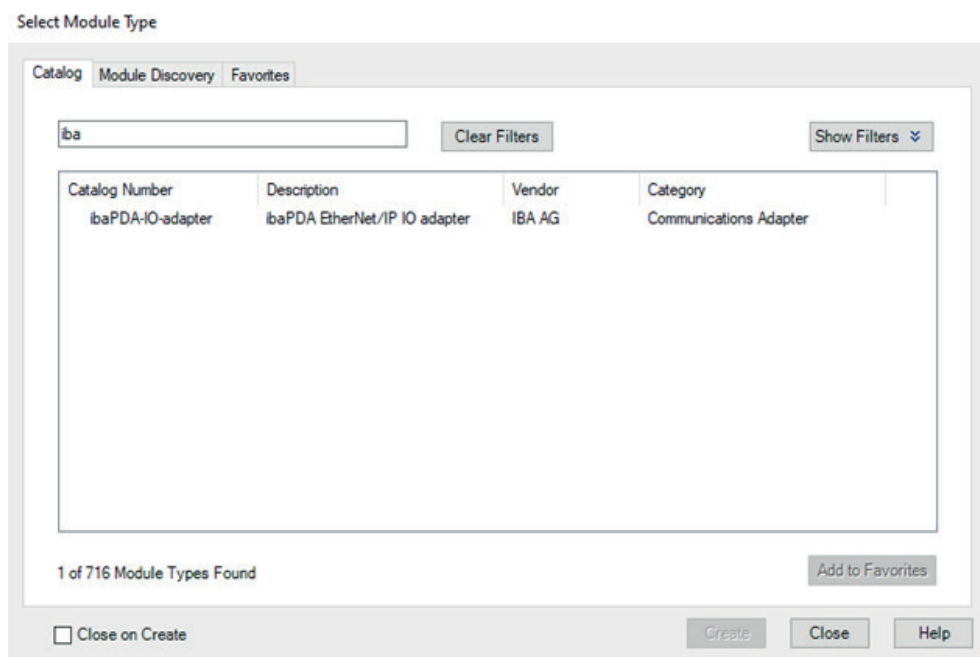 Select Module Type
Catalog Module Discovery Favorites
iba Clear Filters Show Filters
Catalog Number Description Vendor Category
ibaPDA-IO-adapter ibaPDA EtherNet/IP IO adapter IBA AG Communications Adapter
1 of 716 Module Types Found Add to Favorites
Close on Create Create Close Help